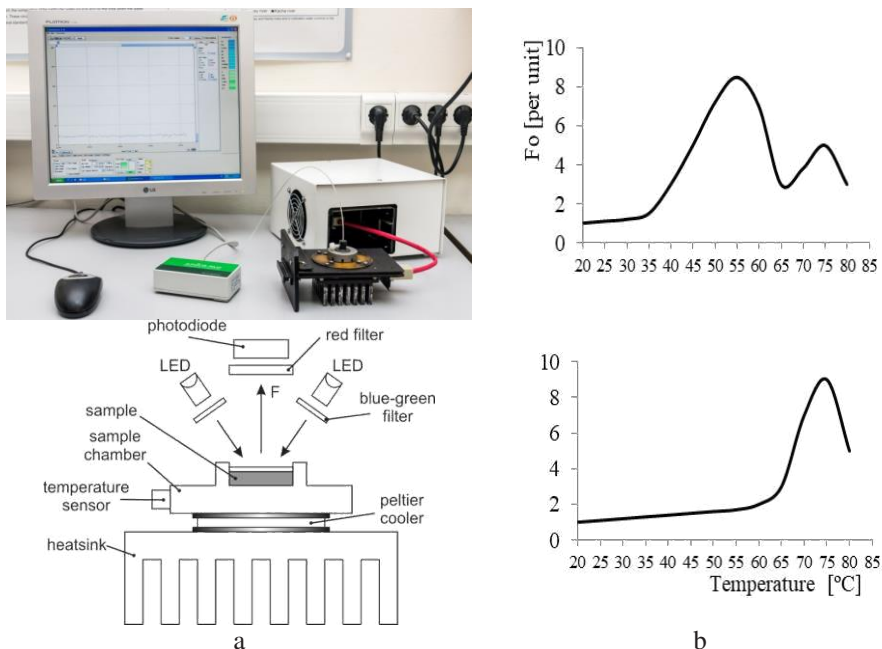 FLATRON
LG
photodiode
red filter
LED
LED
F
blue-green
filter
sample
sample
chamber
temperature
sensor
peltier
cooler
heatsink
a
Fo [per unit]
10
8
6
4
2
0
20 25 30 35 40 45 50 55 60 65 70 75 80 85
10
8
6
4
2
0
20 25 30 35 40 45 50 55 60 65 70 75 80 85
Temperature [ºC]
b